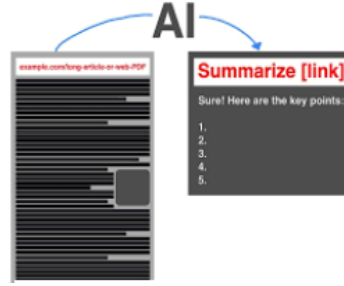 AI
example.com/long-article-or-web-PDF
Summarize [link]
Sure! Here are the key points:
1.
2.
3.
4.
5.